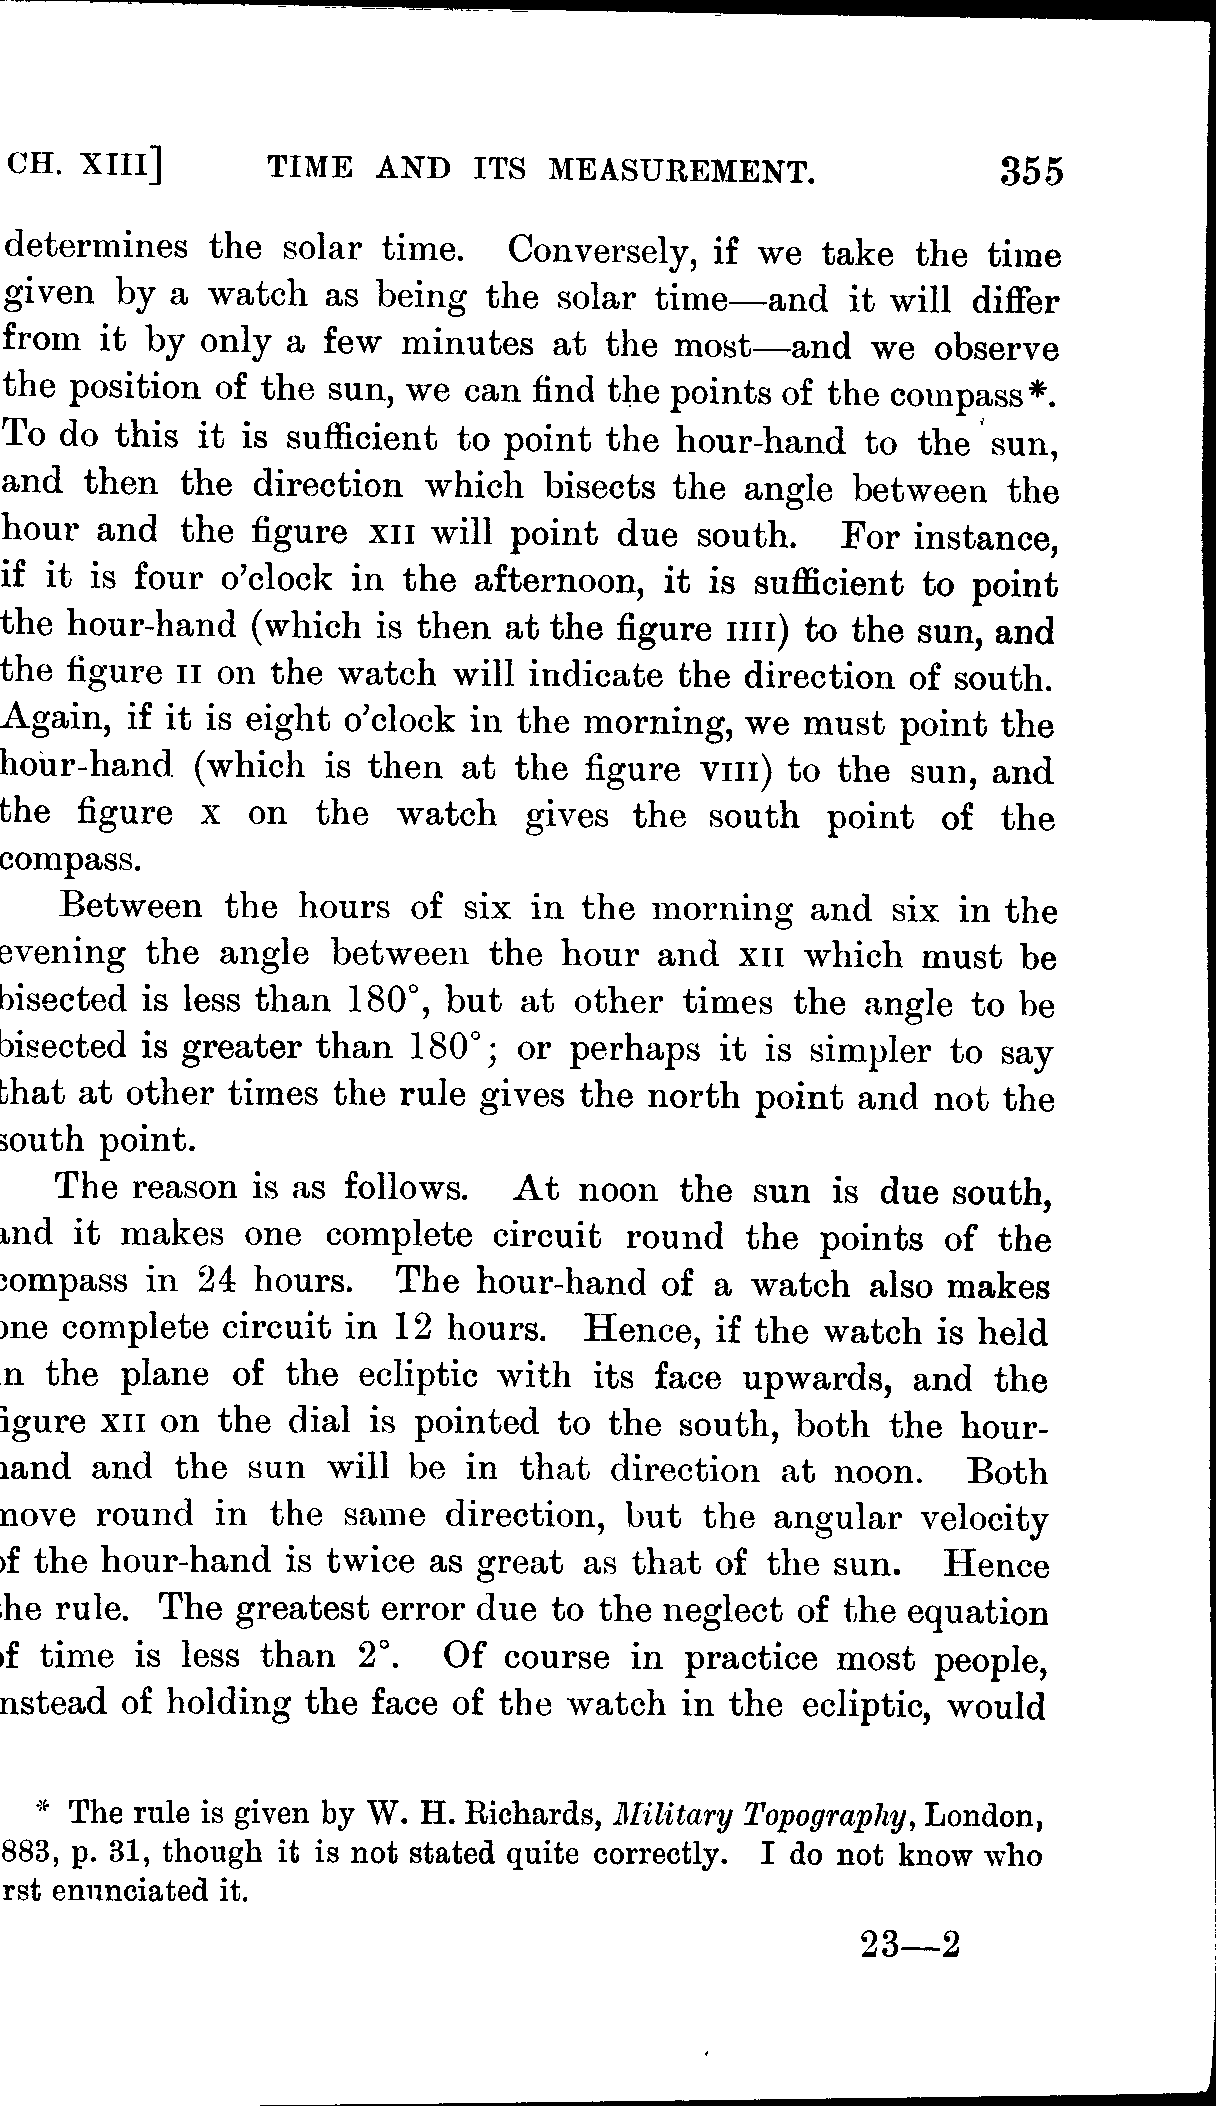 CH. XIII] TIME AND ITS MEASUREMENT. 355
determines the solar time. Conversely, if we take the time
given by a watch as being the solar time—and it will differ
from it by only a few minutes at the most—and we observe
the position of the sun, we can find the points of the compass*.
To do this it is sufficient to point the hour-hand to the sun,
and then the direction which bisects the angle between the
hour and the figure XII will point due south. For instance,
if it is four o'clock in the afternoon, it is sufficient to point
the hour-hand (which is then at the figure IIII) to the sun, and
the figure II on the watch will indicate the direction of south.
Again, if it is eight o'clock in the morning, we must point the
hour-hand (which is then at the figure VIII) to the sun, and
the figure X on the watch gives the south point of the
compass.
Between the hours of six in the morning and six in the
evening the angle between the hour and XII which must be
bisected is less than 180°, but at other times the angle to be
bisected is greater than 180°; or perhaps it is simpler to say
that at other times the rule gives the north point and not the
south point.
The reason is as follows. At noon the sun is due south,
and it makes one complete circuit round the points of the
compass in 24 hours. The hour-hand of a watch also makes
one complete circuit in 12 hours. Hence, if the watch is held
n the plane of the ecliptic with its face upwards, and the
igure XII on the dial is pointed to the south, both the hour-
hand and the sun will be in that direction at noon. Both
move round in the same direction, but the angular velocity
of the hour-hand is twice as great as that of the sun. Hence
the rule. The greatest error due to the neglect of the equation
of time is less than 2°. Of course in practice most people,
nstead of holding the face of the watch in the ecliptic, would
* The rule is given by W. H. Richards, Military Topography, London,
883, p. 31, though it is not stated quite correctly. I do not know who
rst enunciated it.
23—2